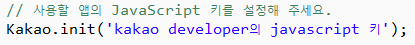 // 사용할 앱의 JavaScript 키를 설정해 주세요.
Kakao.init('kakao developer의 javascript 키');